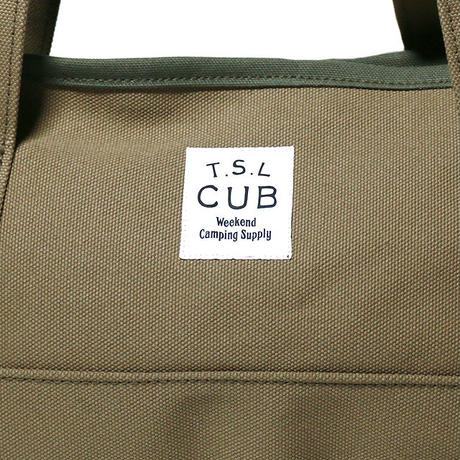 T.S.L
CUB
Weekend
Camping Supply